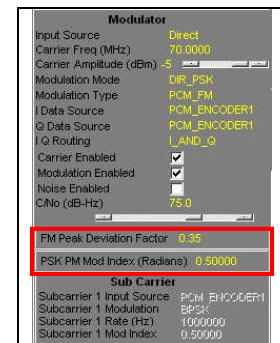 Modulator
Input Source Direct
Carrier Freq (MHz) 70.0000
Carrier Amplitude (dBm) -5
Modulation Mode DIR_PSK
Modulation Type PCM_FM
I Data Source PCM_ENCODER1
Q Data Source PCM_ENCODER1
I Q Routing I_AND_Q
Carrier Enabled
Modulation Enabled
Noise Enabled
C/No (dB-Hz) 75.0
FM Peak Deviation Factor 0.35
PSK PM Mod Index (Radians) 0.50000
Sub Carrier
Subcarrier 1 Input Source PCM_ENCODER1
Subcarrier 1 Modulation BPSK
Subcarrier 1 Rate (Hz) 1000000
Subcarrier 1 Mod Index 0.50000